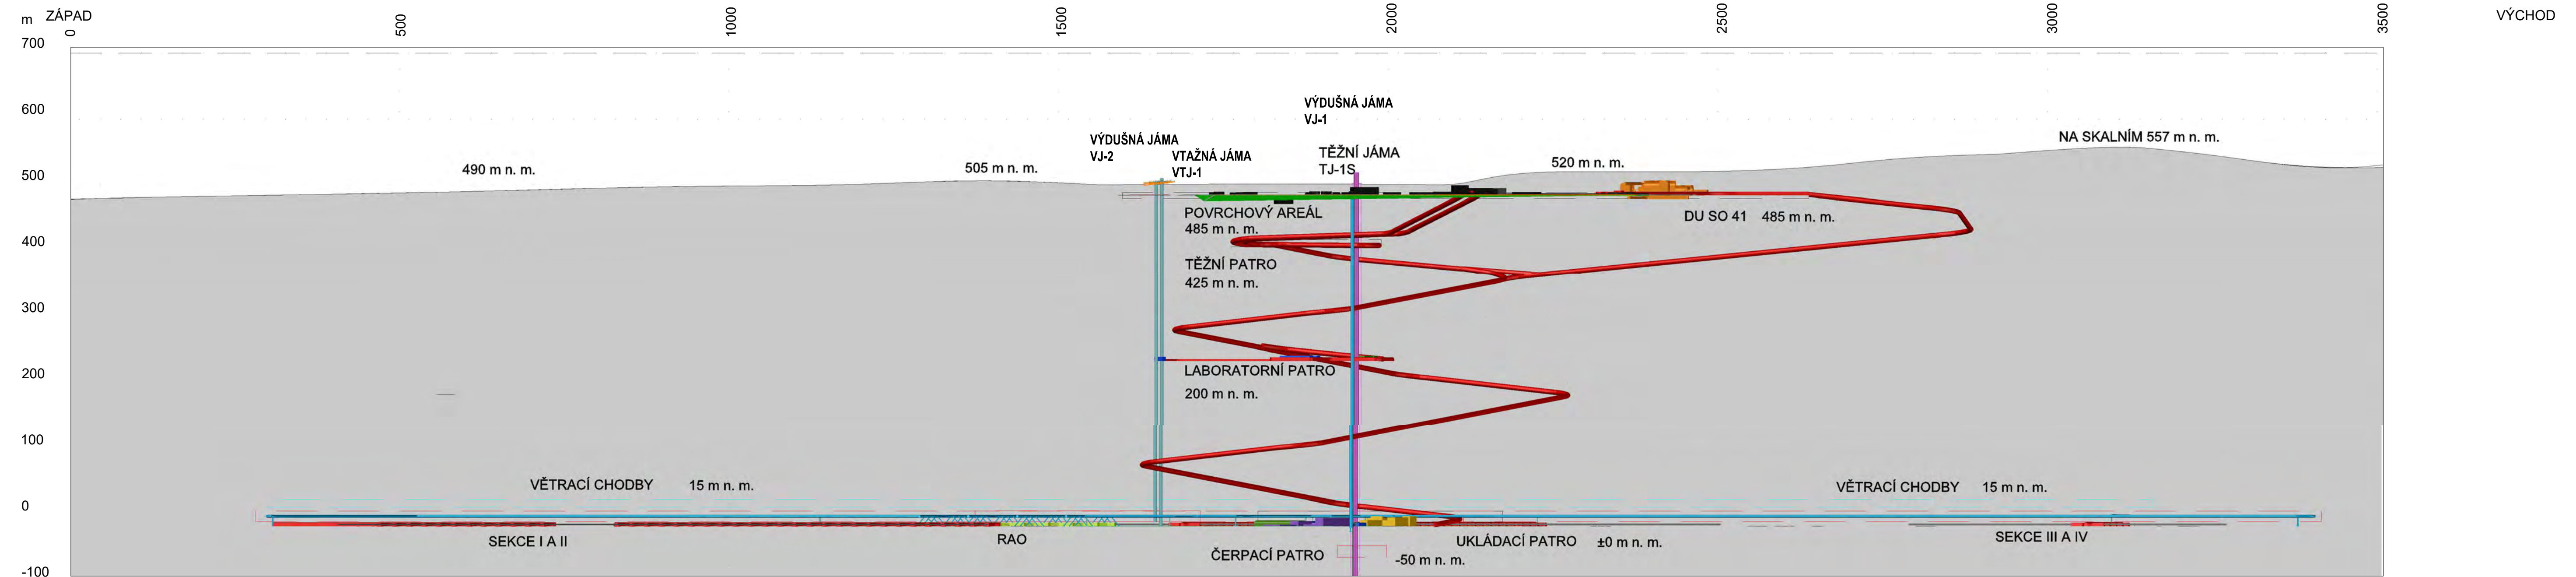 m ZÁPAD
VÝCHOD
0
500
1000
1500
2000
2500
3000
3500
700
600
500
400
300
200
100
0
-100
VÝDUŠNÁ JÁMA
VJ-1
VÝDUŠNÁ JÁMA
VJ-2
VTAŽNÁ JÁMA
VTJ-1
TĚŽNÍ JÁMA
TJ-1S
NA SKALNÍM 557 m n. m.
490 m n. m.
505 m n. m.
520 m n. m.
POVRCHOVÝ AREÁL
485 m n. m.
DU SO 41 485 m n. m.
TĚŽNÍ PATRO
425 m n. m.
LABORATORNÍ PATRO
200 m n. m.
VĚTRACÍ CHODBY 15 m n. m.
VĚTRACÍ CHODBY 15 m n. m.
SEKCE I A II
RAO
UKLÁDACÍ PATRO ±0 m n. m.
SEKCE III A IV
ČERPACÍ PATRO
-50 m n. m.